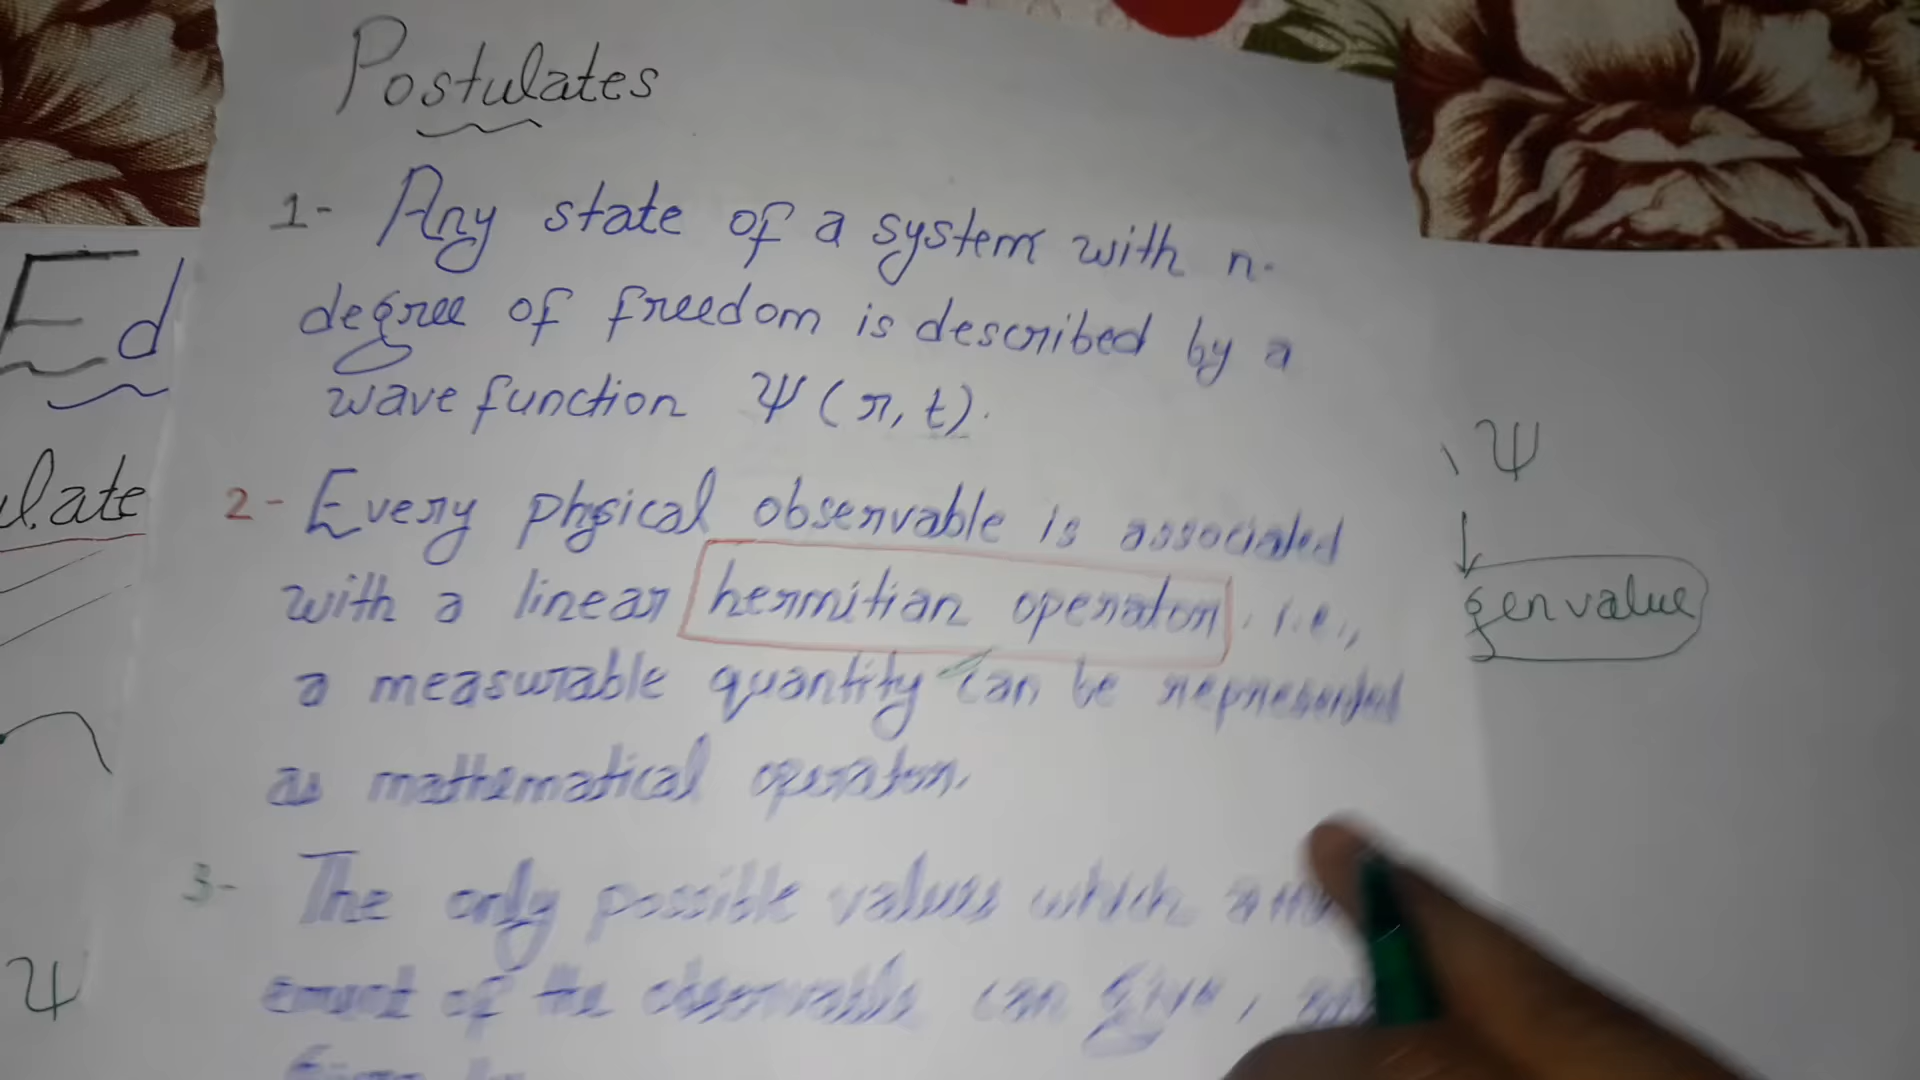 Postulates
1- Any state of a system with n-
degree of freedom is described by a
wave function Ψ(r, t).
2- Every physical observable is associated
with a linear hermitian operator. i.e.,
a measurable quantity can be represented
as mathematical operator.
3- The only possible values which a
ement of the observable can give,
Ed
late
Ψ
Ψ
genvalue